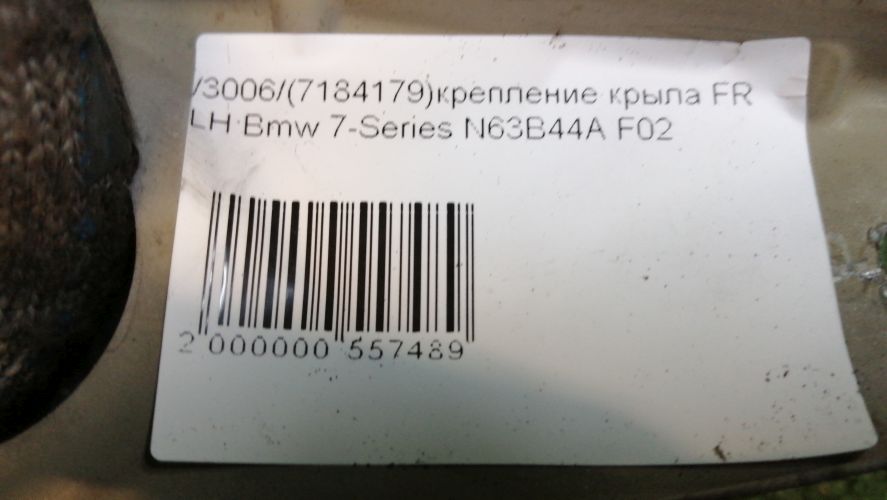 /3006/(7184179)крепление крыла FR
LH Bmw 7-Series N63B44A F02
2 000000 557489